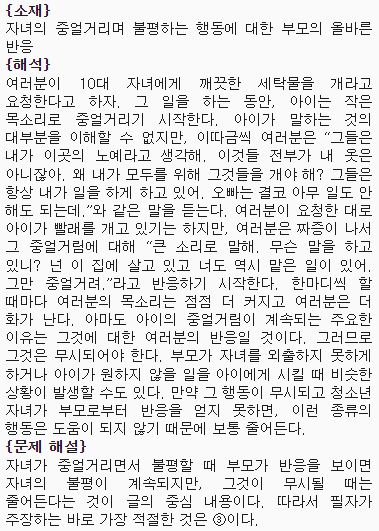 {소재}
자녀의 중얼거리며 불평하는 행동에 대한 부모의 올바른
반응
{해석}
여러분이 10대 자녀에게 깨끗한 세탁물을 개라고
요청한다고 하자. 그 일을 하는 동안, 아이는 작은
목소리로 중얼거리기 시작한다. 아이가 말하는 것의
대부분을 이해할 수 없지만, 이따금씩 여러분은 “그들은
내가 이곳의 노예라고 생각해. 이것들 전부가 내 옷은
아니잖아. 왜 내가 모두를 위해 그것들을 개야 해? 그들은
항상 내가 일을 하게 하고 있어. 오빠는 결코 아무 일도 안
해도 되는데.”와 같은 말을 듣는다. 여러분이 요청한 대로
아이가 빨래를 개고 있기는 하지만, 여러분은 짜증이 나서
그 중얼거림에 대해 “큰 소리로 말해. 무슨 말을 하고
있니? 넌 이 집에 살고 있고 너도 역시 맡은 일이 있어.
그만 중얼거려.”라고 반응하기 시작한다. 한마디씩 할
때마다 여러분의 목소리는 점점 더 커지고 여러분은 더
화가 난다. 아마도 아이의 중얼거림이 계속되는 주요한
이유는 그것에 대한 여러분의 반응일 것이다. 그러므로
그것은 무시되어야 한다. 부모가 자녀를 외출하지 못하게
하거나 아이가 원하지 않을 일을 아이에게 시킬 때 비슷한
상황이 발생할 수도 있다. 만약 그 행동이 무시되고 청소년
자녀가 부모로부터 반응을 얻지 못하면, 이런 종류의
행동은 도움이 되지 않기 때문에 보통 줄어든다.
{문제 해설}
자녀가 중얼거리면서 불평할 때 부모가 반응을 보이면
자녀의 불평이 계속되지만, 그것이 무시될 때는
줄어든다는 것이 글의 중심 내용이다. 따라서 필자가
주장하는 바로 가장 적절한 것은 ③이다.